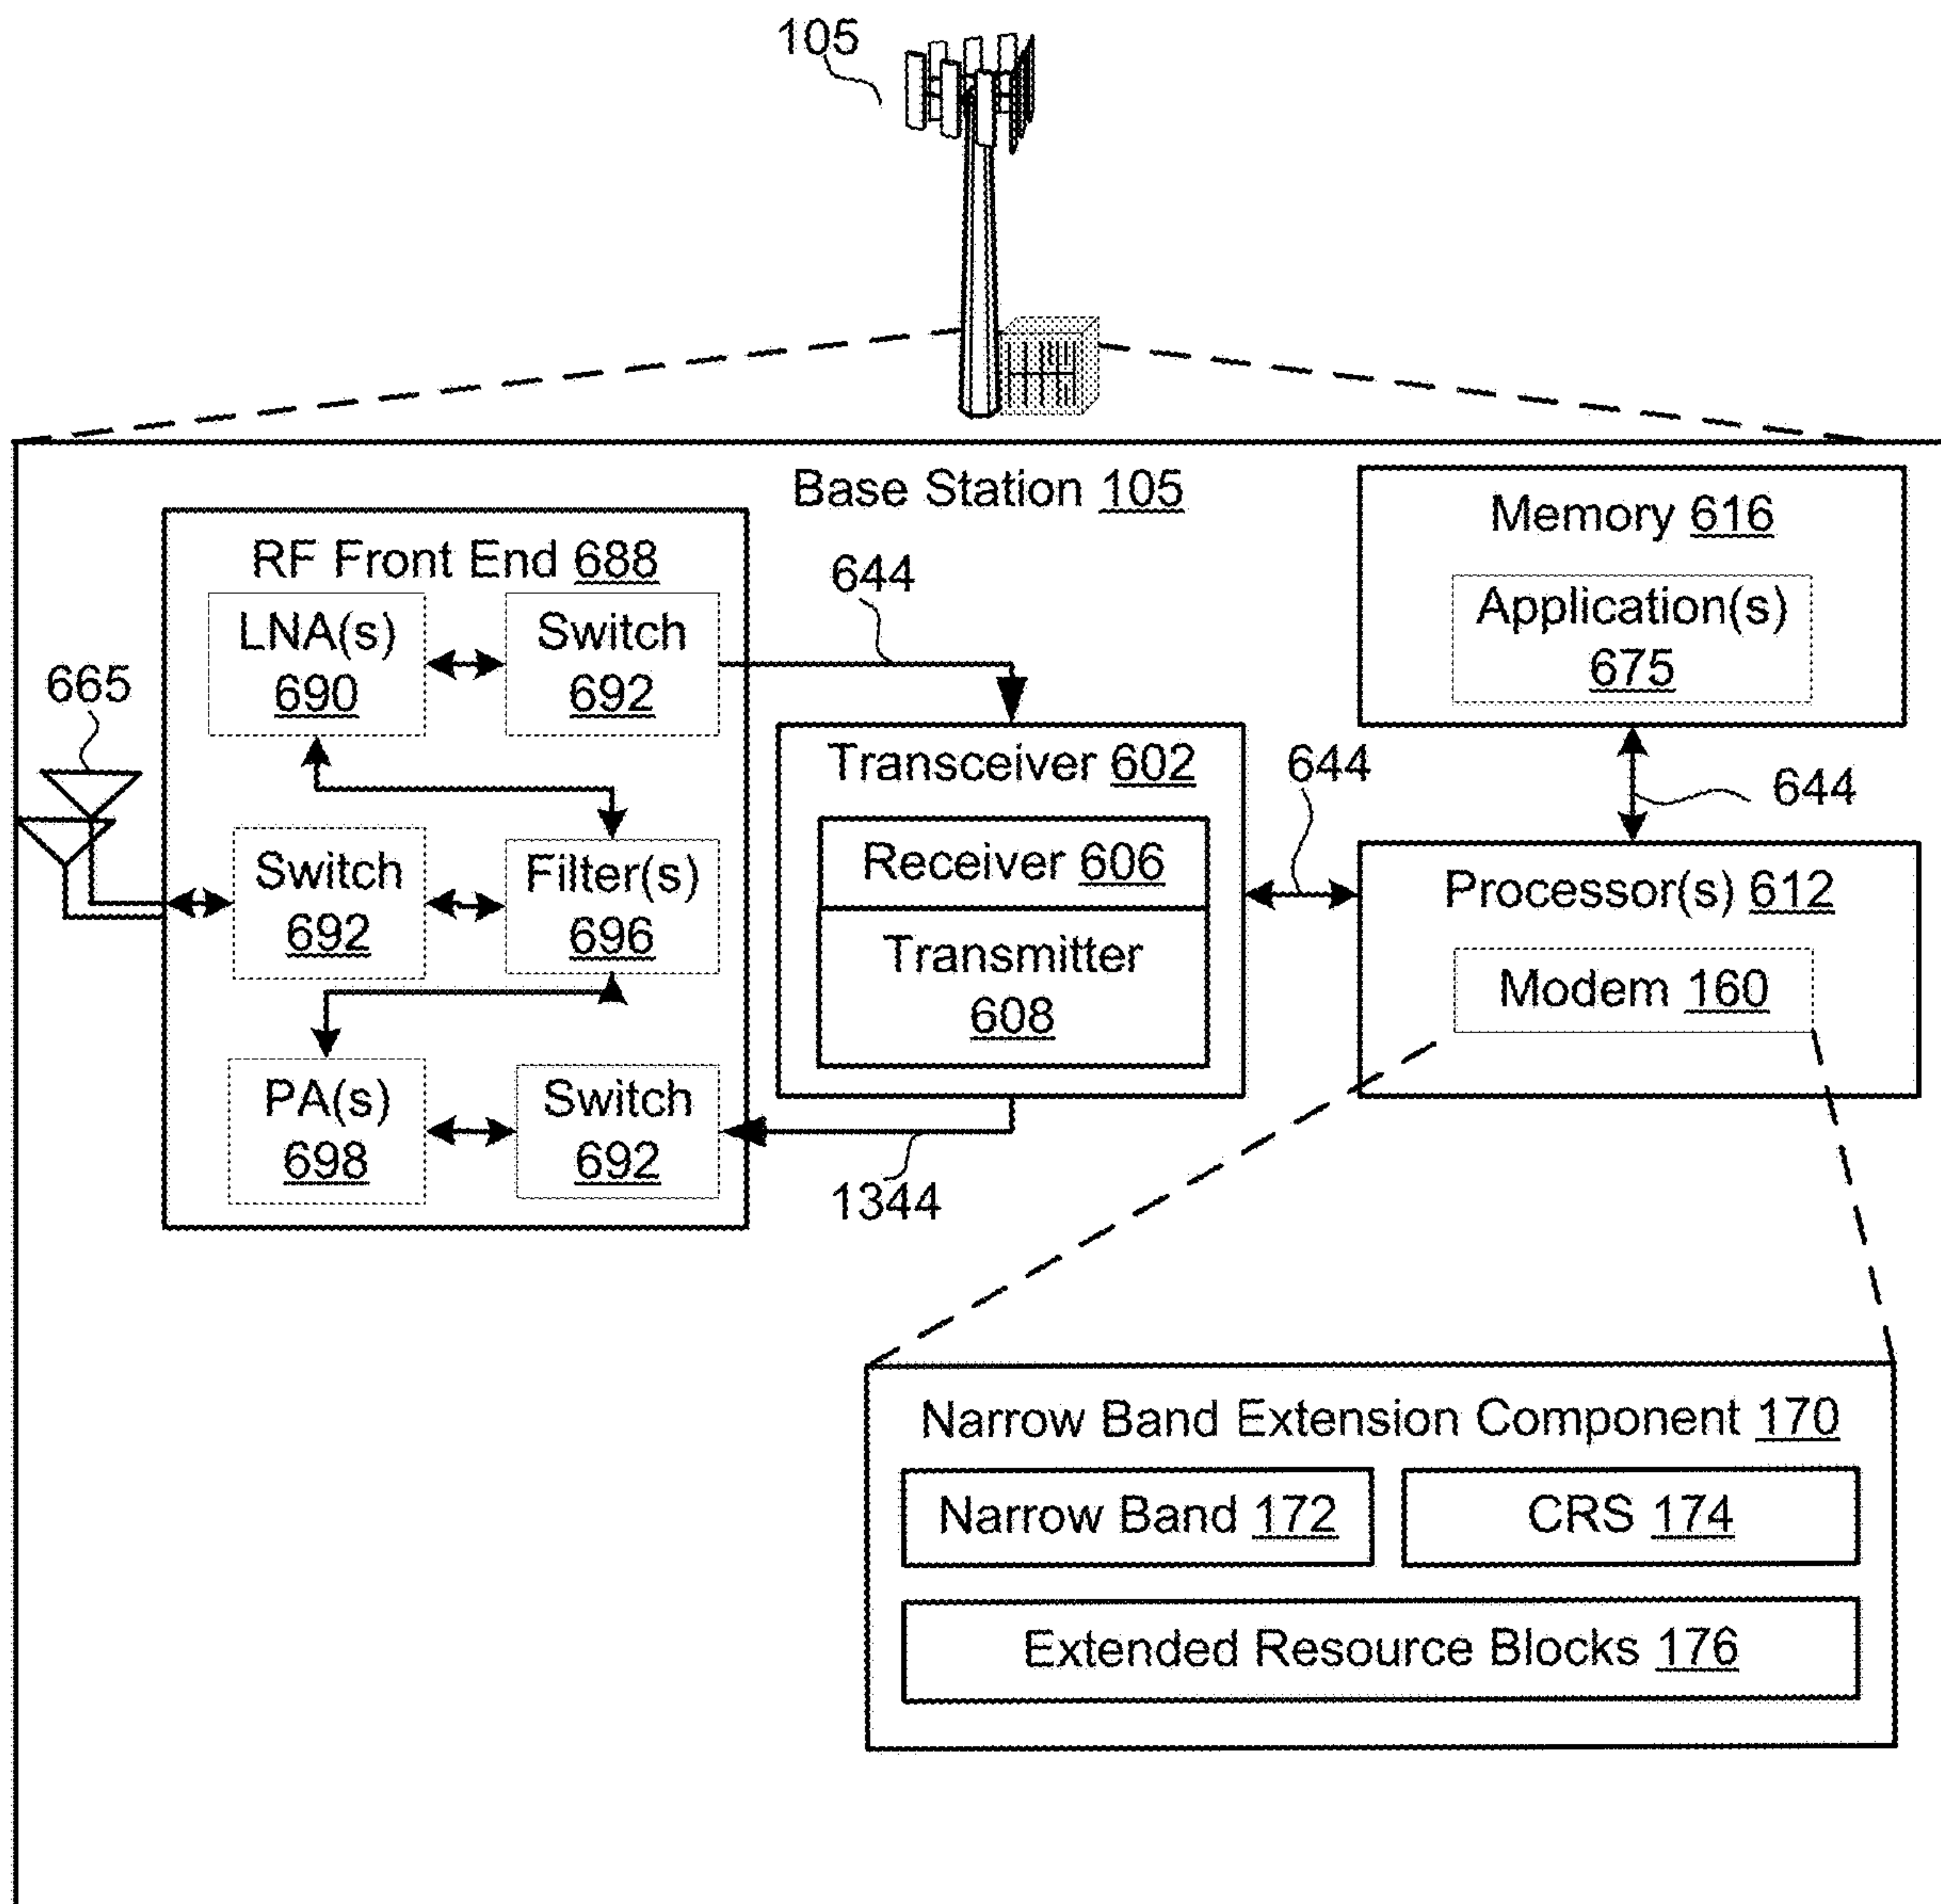 105
Base Station 105
Memory 616
Application(s)
675
RF Front End 688
LNA(s)
690
Switch
692
644
665
Transceiver 602
Receiver 606
Transmitter
608
644
644
Switch
692
Filter(s)
696
Processor(s) 612
Modem 160
PA(s)
698
Switch
692
1344
Narrow Band Extension Component 170
Narrow Band 172
CRS 174
Extended Resource Blocks 176